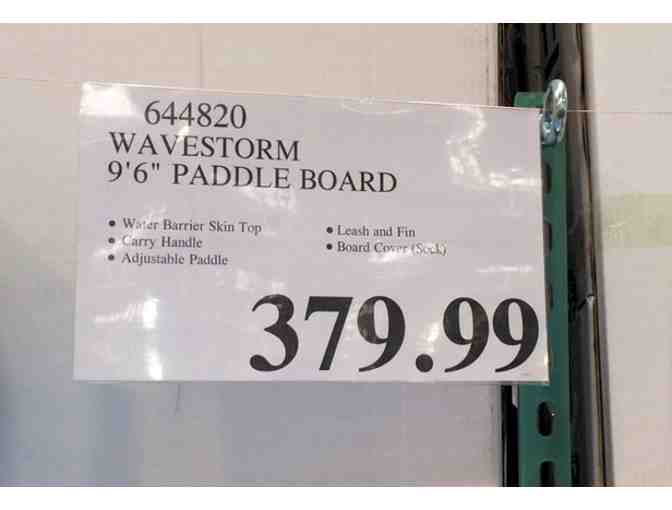 644820
WAVESTORM
9'6" PADDLE BOARD
• Water Barrier Skin Top
• Carry Handle
• Adjustable Paddle
• Leash and Fin
• Board Cover (Sock)
379.99